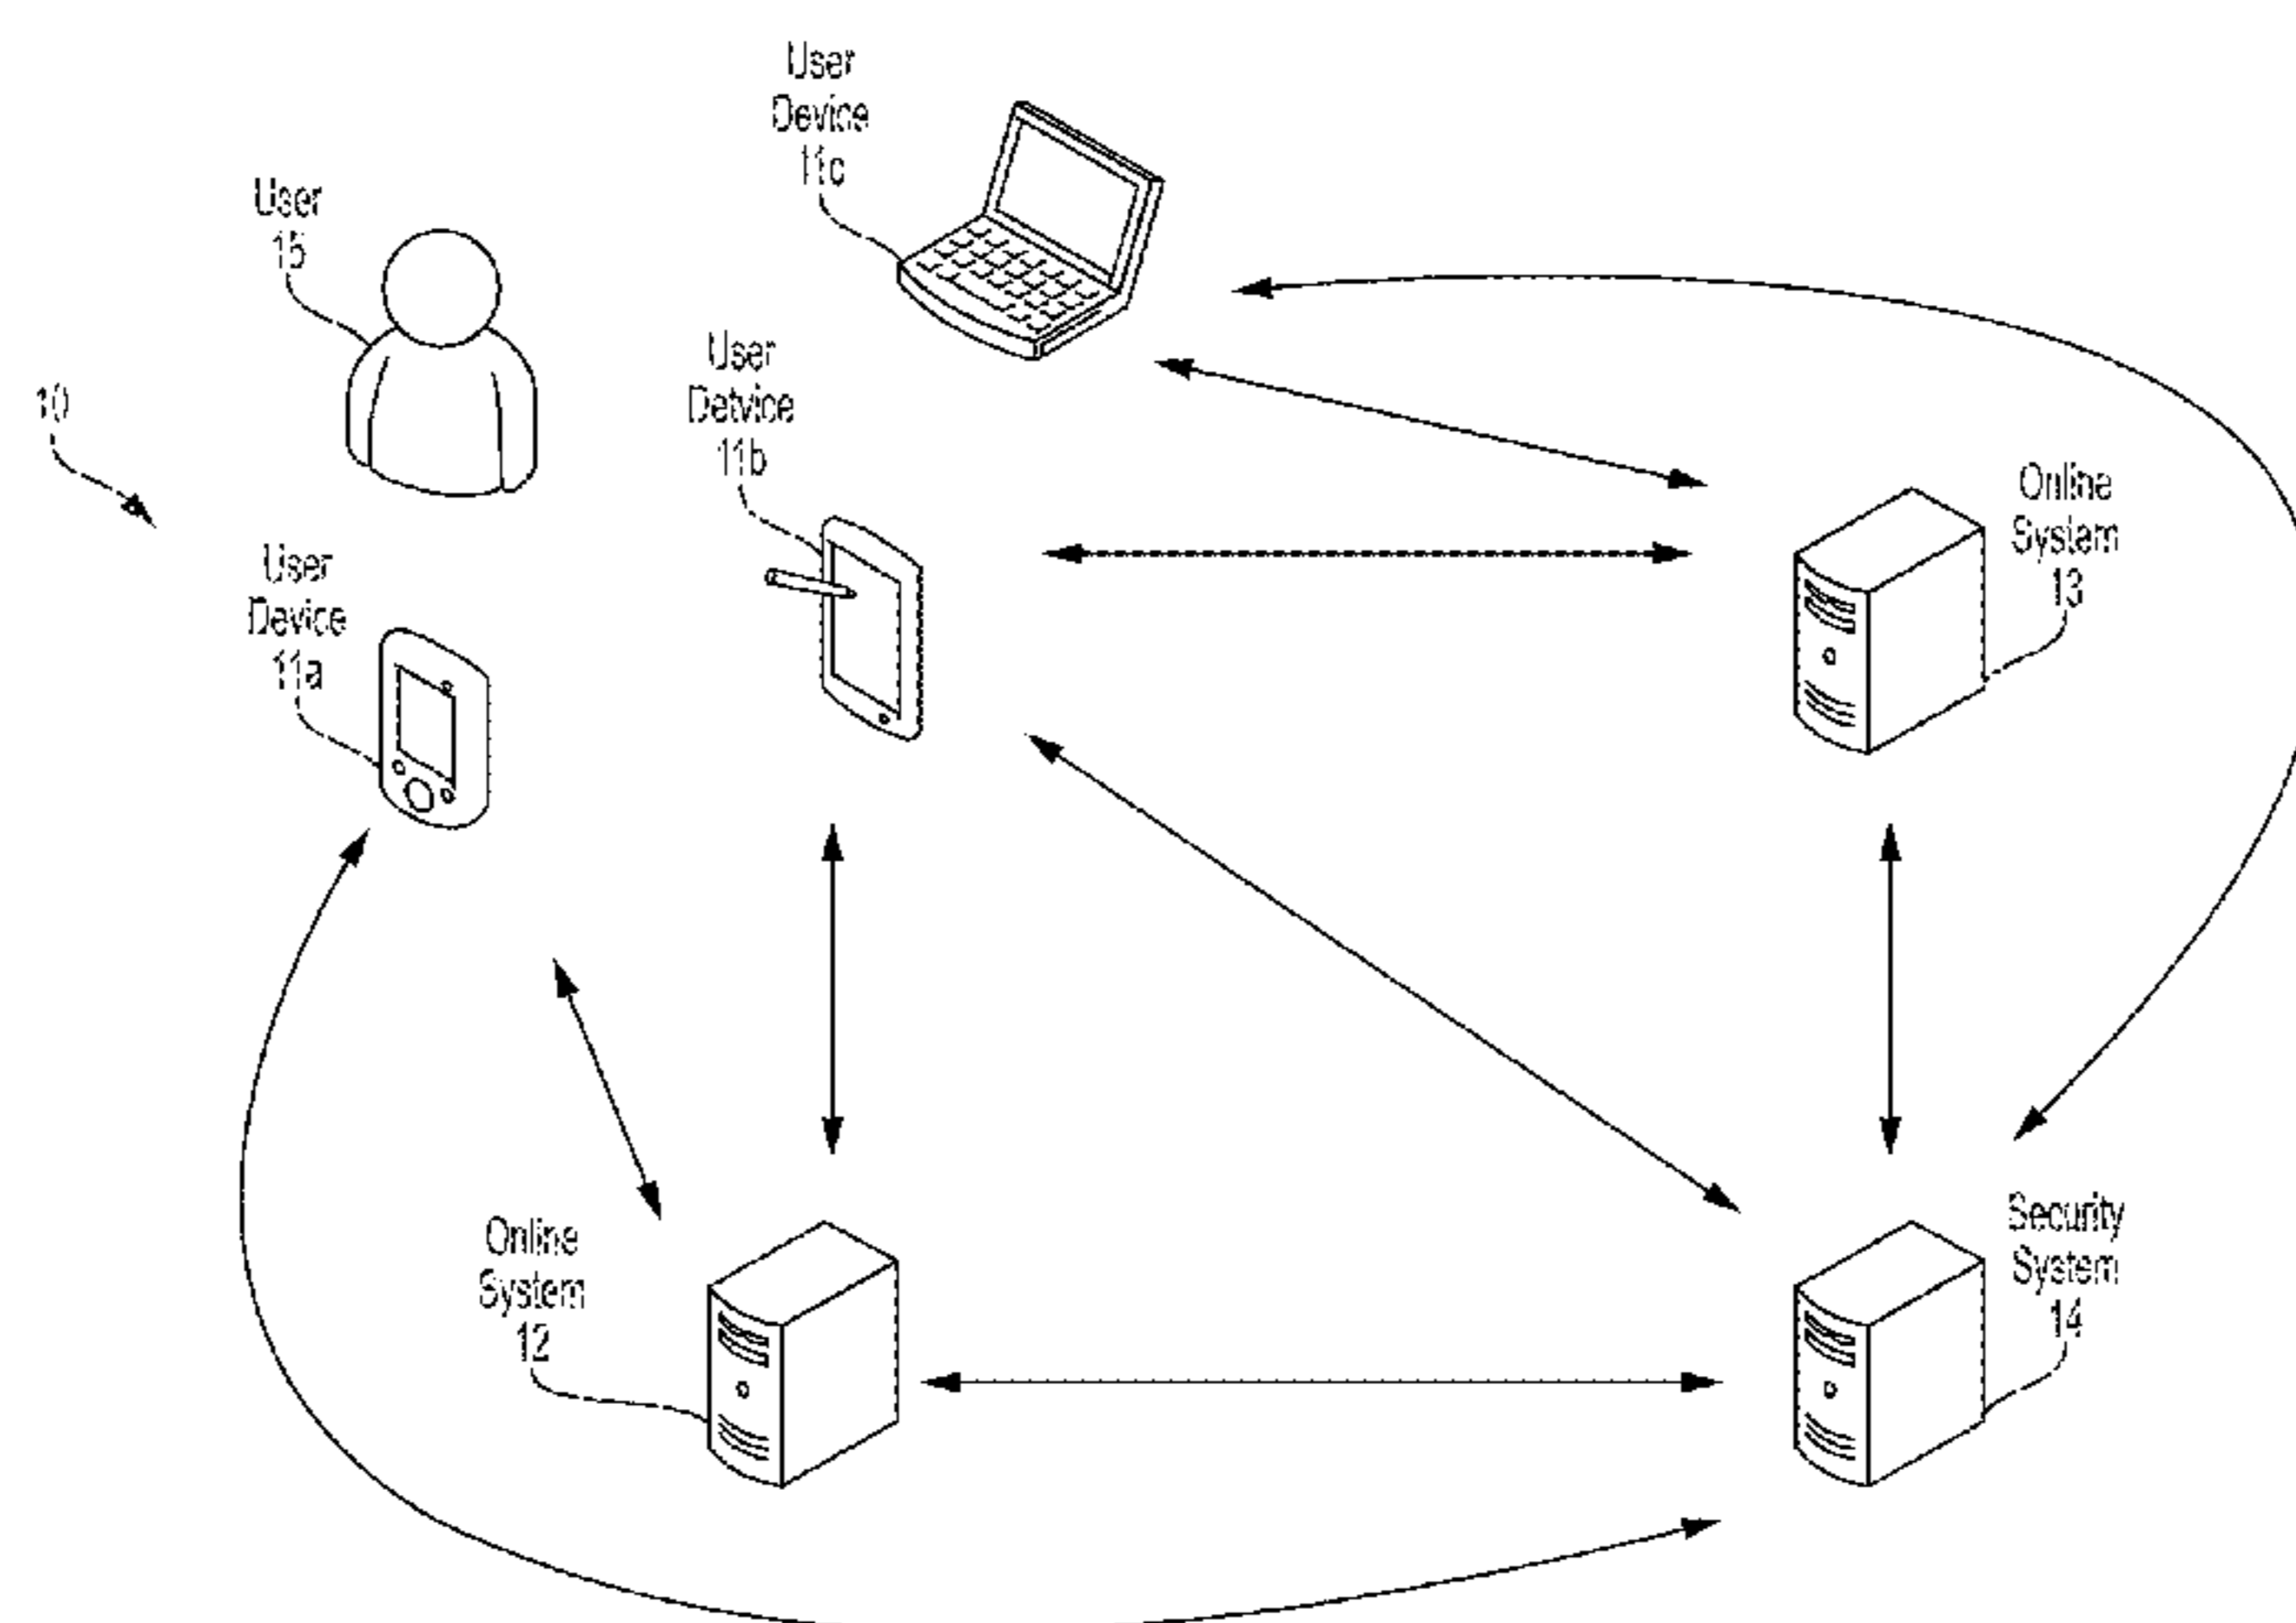 User
Device
11c
User
15
User
Detvice
11b
10
User
Device
11a
Online
System
13
Online
System
12
Security
System
14